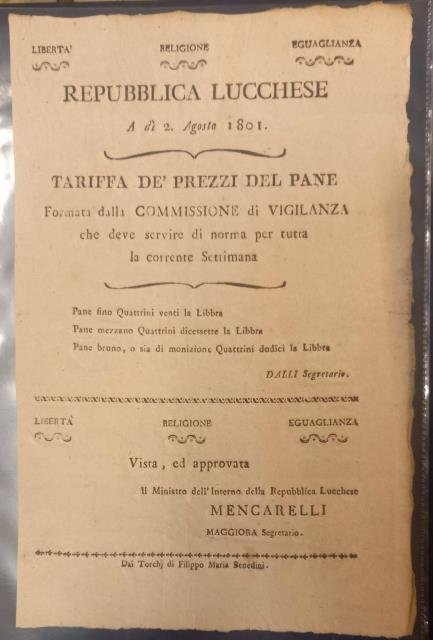 LIBERTA' RELIGIONE EGUAGLIANZA
REPUBBLICA LUCCHESE
A dì 2. Agosto 1801.
TARIFFA DE' PREZZI DEL PANE
Formata dalla COMMISSIONE di VIGILANZA
che deve servire di norma per tutta
la corrente Settimana
Pane fino Quattrini venti la Libbra
Pane mezzano Quattrini dicessette la Libbra
Pane bruno, o sia di monizione Quattrini dodici la Libbra
DALLI Segretario.
LIBERTÀ RELIGIONE EGUAGLIANZA
Vista, ed approvata
Il Ministro dell'Interno della Repubblica Lucchese
MENCARELLI
MAGGIORA Segretario.
Dai Torchj di Filippo Maria Benedini.